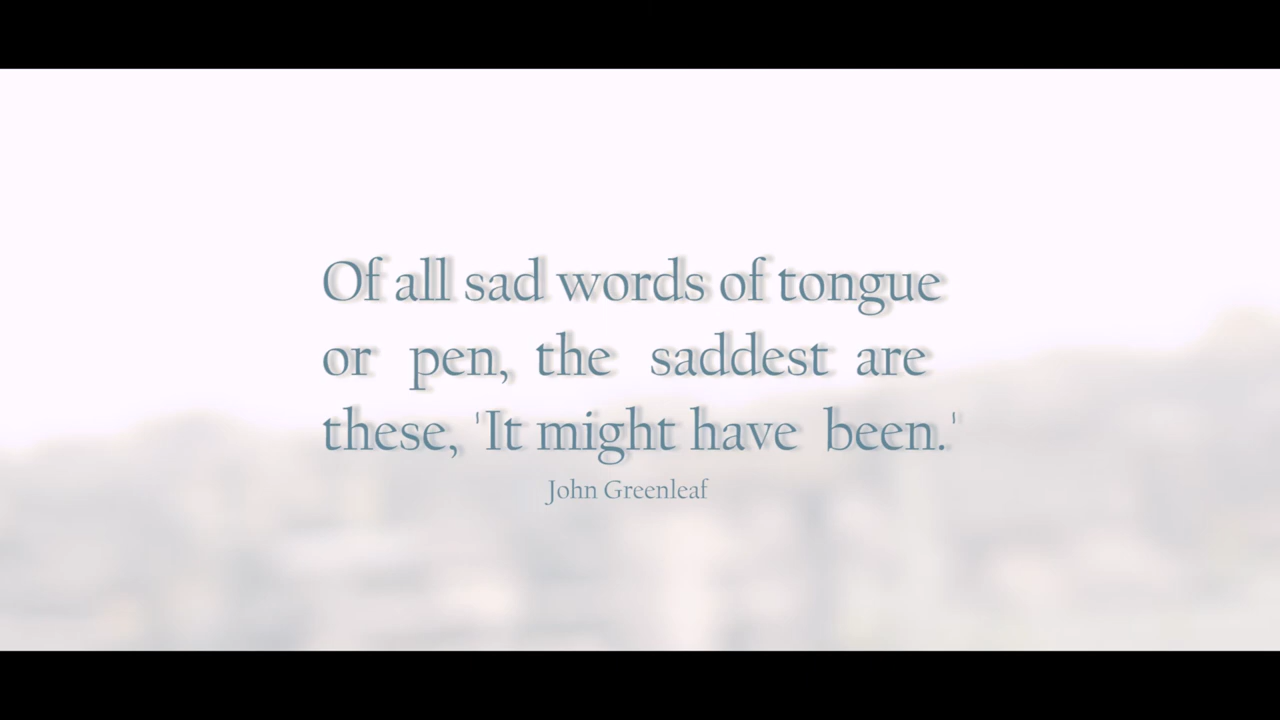 Of all sad words of tongue
or pen, the saddest are
these, 'It might have been.'
John Greenleaf